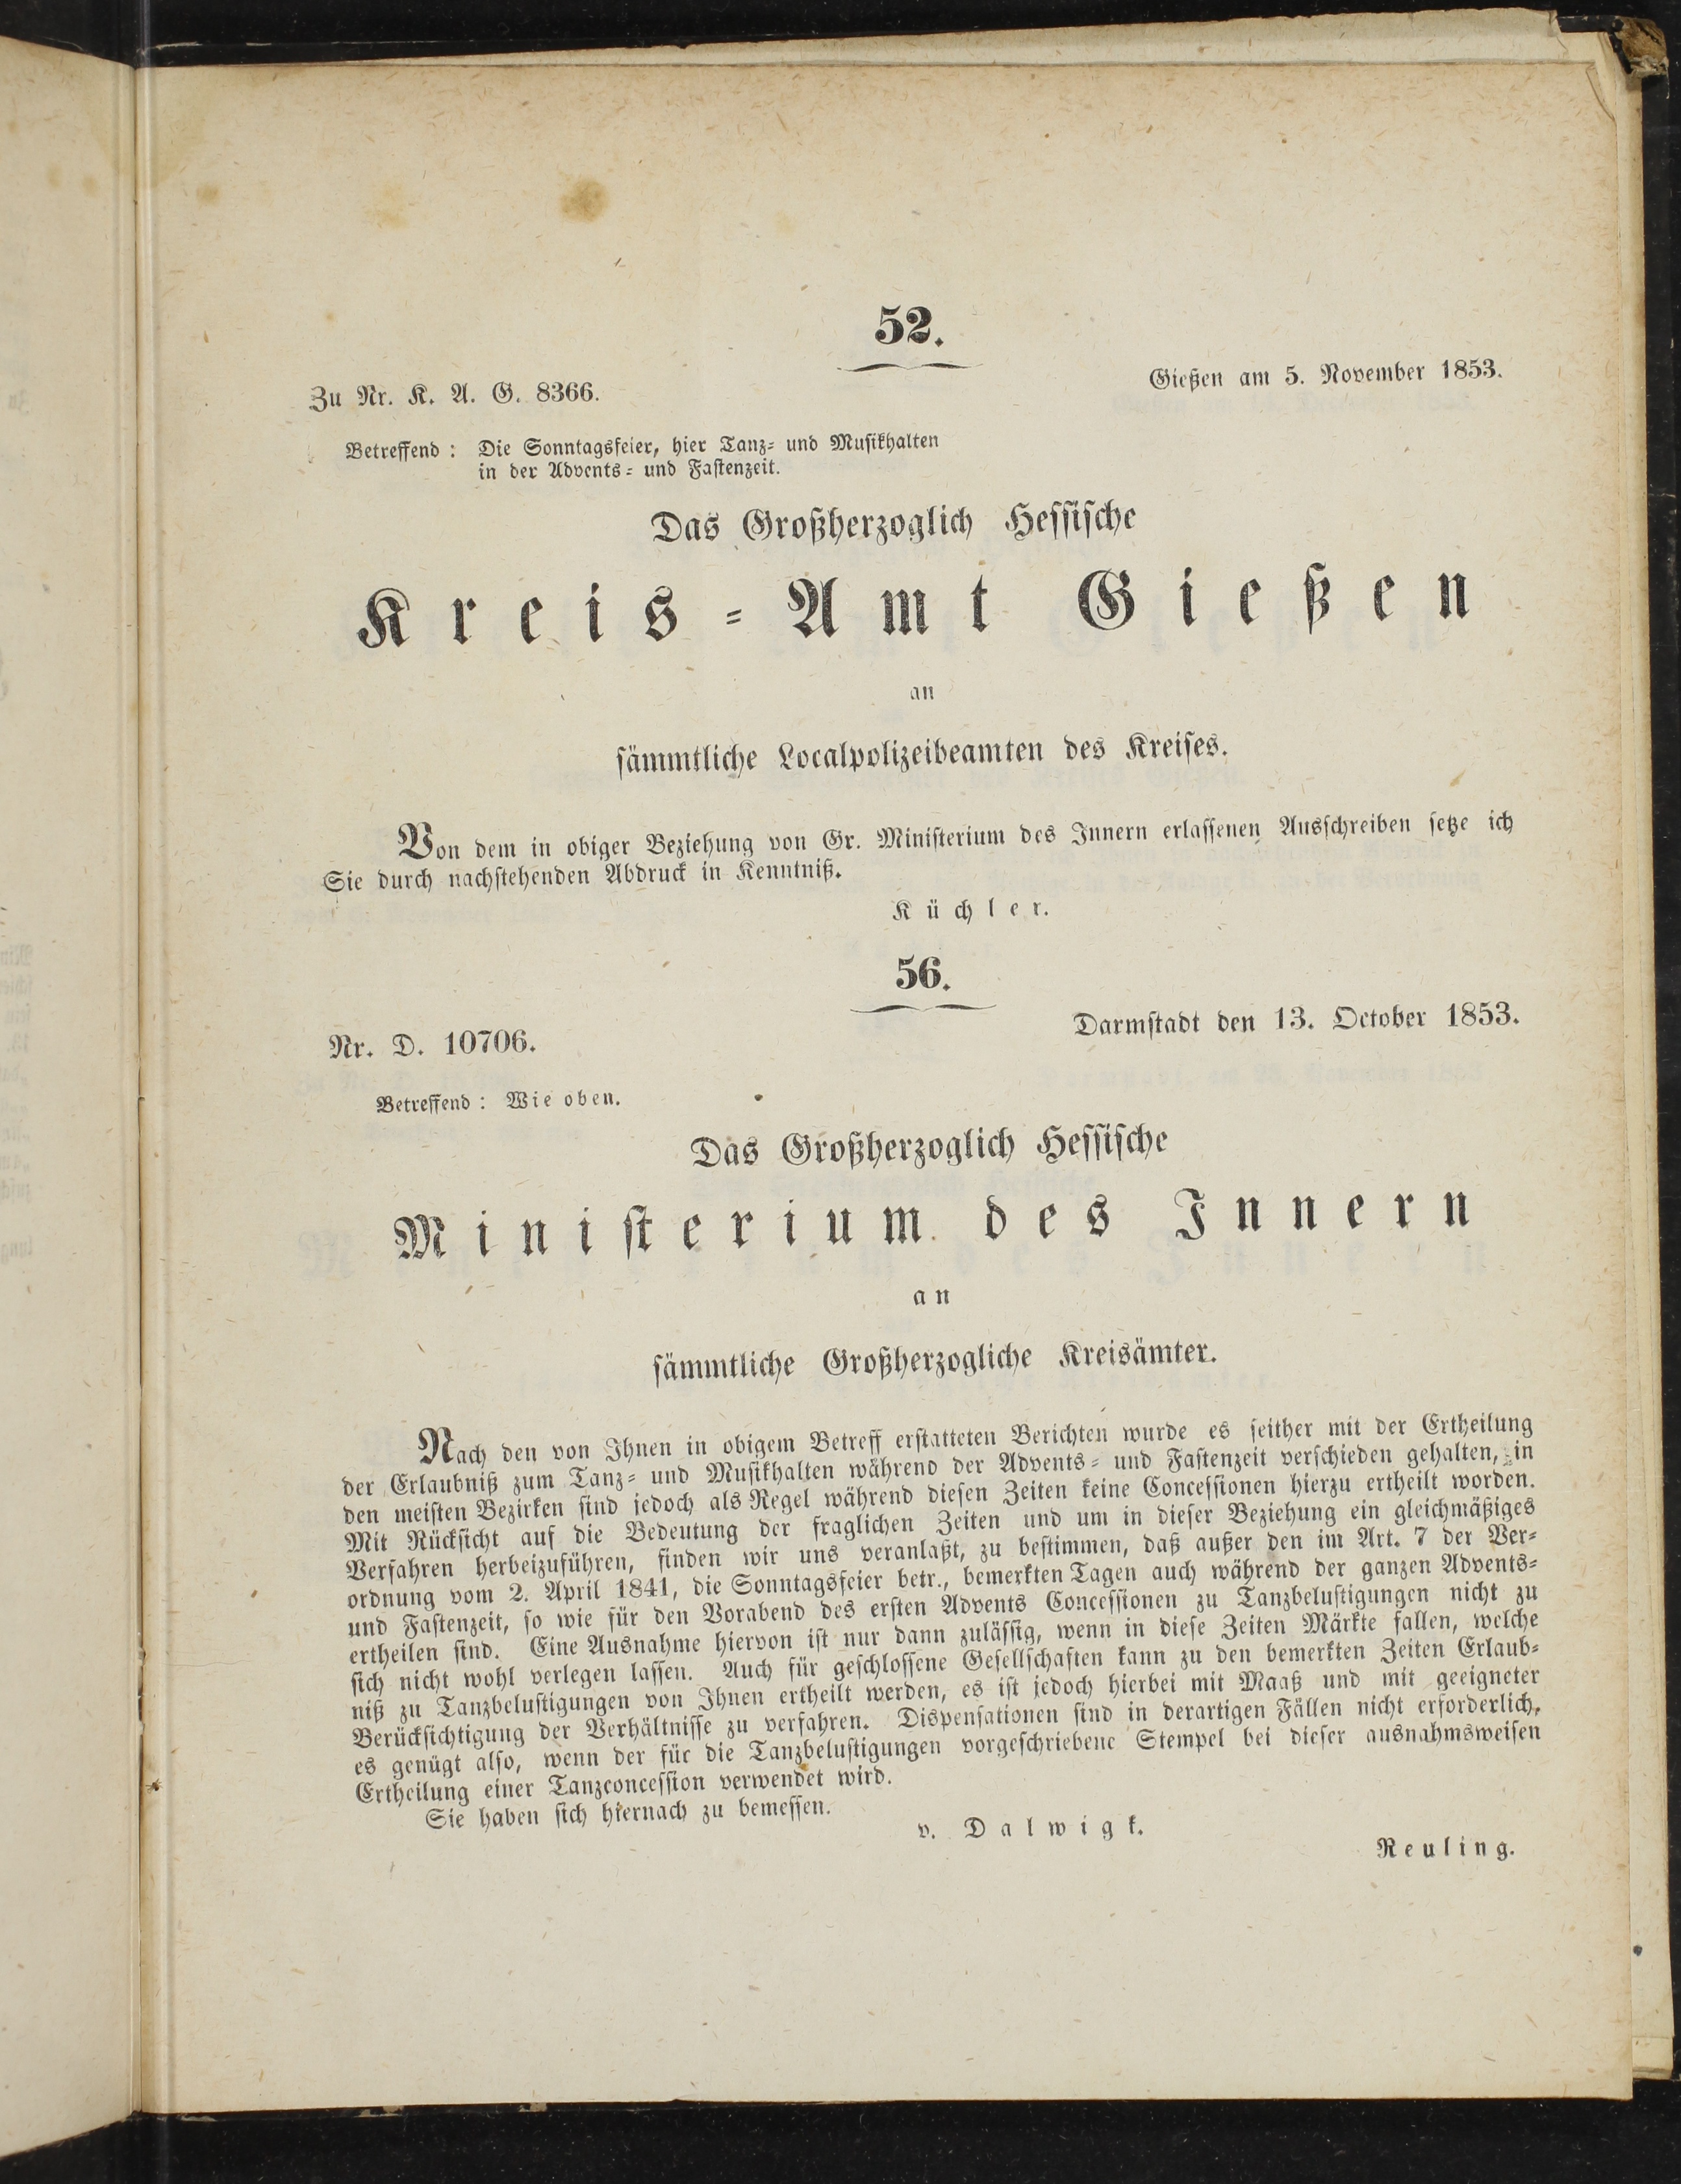 52.
Zu Nr. K. A. G. 8366.
Gießen am 5. November 1853.
Betreffend: Die Sonntagsfeier, hier Tanz- und Musikhalten
in der Advents- und Fastenzeit.
Das Großherzoglich Hessische
Kreis-Amt Gießen
an
sämmtliche Localpolizeibeamten des Kreises.
Von dem in obiger Beziehung von Gr. Ministerium des Innern erlassenen Ausschreiben setze ich
Sie durch nachstehenden Abdruck in Kenntniß.
Küchler.
56.
Nr. D. 10706.
Darmstadt den 13. October 1853.
Betreffend: Wie oben.
Das Großherzoglich Hessische
Ministerium des Innern
an
sämmtliche Großherzogliche Kreisämter.
Nach den von Ihnen in obigem Betreff erstatteten Berichten wurde es seither mit der Ertheilung
der Erlaubniß zum Tanz- und Musikhalten während der Advents- und Fastenzeit verschieden gehalten, in
den meisten Bezirken sind jedoch als Regel während diesen Zeiten keine Concessionen hierzu ertheilt worden.
Mit Rücksicht auf die Bedeutung der fraglichen Zeiten und um in dieser Beziehung ein gleichmäßiges
Verfahren herbeizuführen, finden wir uns veranlaßt, zu bestimmen, daß außer den im Art. 7 der Ver-
ordnung vom 2. April 1841, die Sonntagsfeier betr., bemerkten Tagen auch während der ganzen Advents-
und Fastenzeit, so wie für den Vorabend des ersten Advents Concessionen zu Tanzbelustigungen nicht zu
ertheilen sind. Eine Ausnahme hiervon ist nur dann zulässig, wenn in diese Zeiten Märkte fallen, welche
sich nicht wohl verlegen lassen. Auch für geschlossene Gesellschaften kann zu den bemerkten Zeiten Erlaub-
niß zu Tanzbelustigungen von Ihnen ertheilt werden, es ist jedoch hierbei mit Maaß und mit geeigneter
Berücksichtigung der Verhältnisse zu verfahren. Dispensationen sind in derartigen Fällen nicht erforderlich,
es genügt also, wenn der für die Tanzbelustigungen vorgeschriebene Stempel bei dieser ausnahmsweisen
Ertheilung einer Tanzconcession verwendet wird.
Sie haben sich hiernach zu bemessen.
v. Dalwigk.
Reuling.